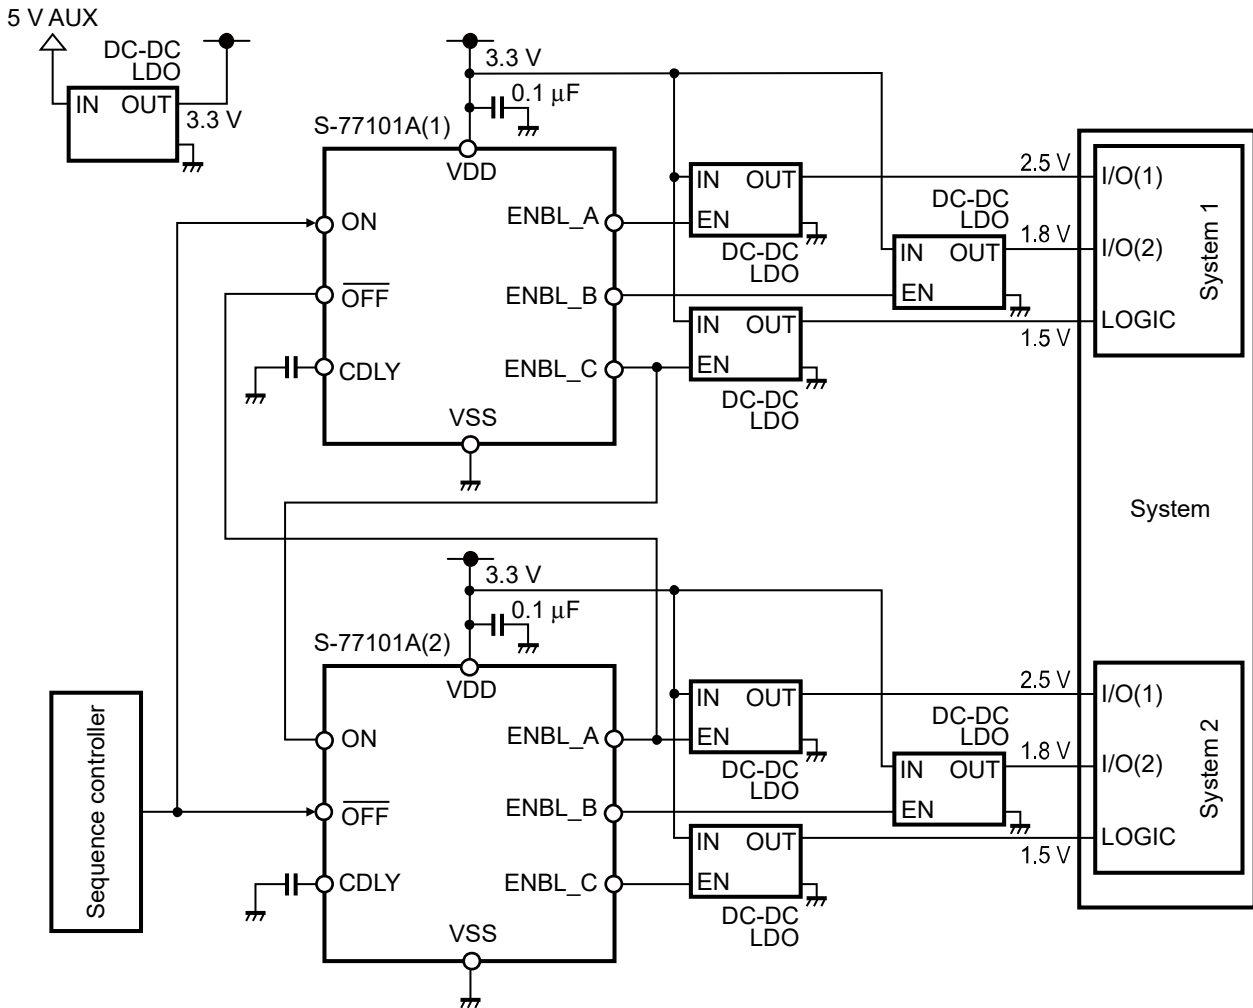 5 V AUX
DC-DC
LDO
IN OUT
3.3 V
3.3 V
0.1 μF
S-77101A(1)
VDD
ON
OFF
CDLY
VSS
ENBL_A
ENBL_B
ENBL_C
IN OUT
EN
DC-DC
LDO
DC-DC
LDO
IN OUT
EN
IN OUT
EN
DC-DC
LDO
2.5 V
1.8 V
1.5 V
I/O(1)
I/O(2)
LOGIC
System 1
System
3.3 V
0.1 μF
S-77101A(2)
VDD
ON
OFF
CDLY
VSS
ENBL_A
ENBL_B
ENBL_C
Sequence controller
IN OUT
EN
DC-DC
LDO
DC-DC
LDO
IN OUT
EN
IN OUT
EN
DC-DC
LDO
2.5 V
1.8 V
1.5 V
I/O(1)
I/O(2)
LOGIC
System 2